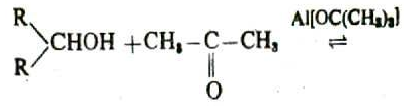 R
CHOH + CH₃ – C – CH₃ Al[OC(CH₃)₃]
⇌
R O